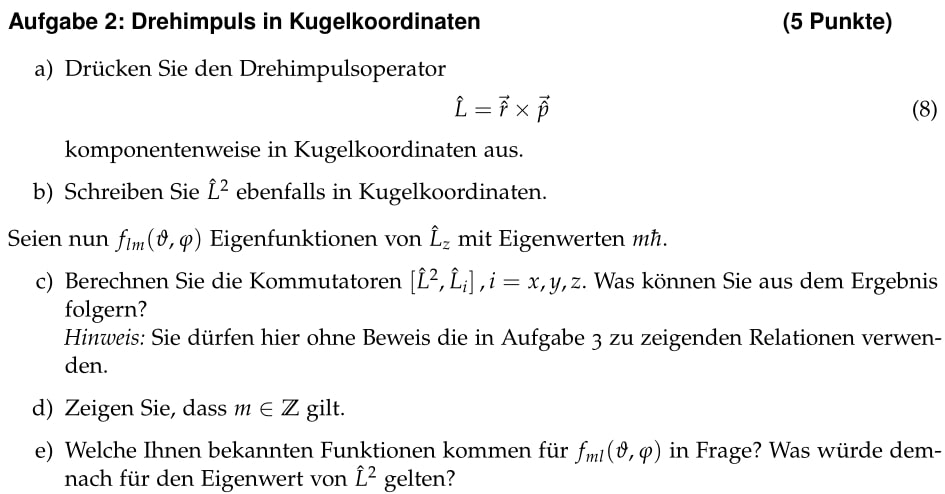 Aufgabe 2: Drehimpuls in Kugelkoordinaten (5 Punkte)
a) Drücken Sie den Drehimpulsoperator
$\hat{L} = \hat{\vec{r}} \times \hat{\vec{p}}$ (8)
komponentenweise in Kugelkoordinaten aus.
b) Schreiben Sie $\hat{L}^2$ ebenfalls in Kugelkoordinaten.
Seien nun $f_{lm}(\vartheta, \varphi)$ Eigenfunktionen von $\hat{L}_z$ mit Eigenwerten $m\hbar$.
c) Berechnen Sie die Kommutatoren $[\hat{L}^2, \hat{L}_i]$, $i = x, y, z$. Was können Sie aus dem Ergebnis
folgern?
Hinweis: Sie dürfen hier ohne Beweis die in Aufgabe 3 zu zeigenden Relationen verwen-
den.
d) Zeigen Sie, dass $m \in \mathbb{Z}$ gilt.
e) Welche Ihnen bekannten Funktionen kommen für $f_{ml}(\vartheta, \varphi)$ in Frage? Was würde dem-
nach für den Eigenwert von $\hat{L}^2$ gelten?